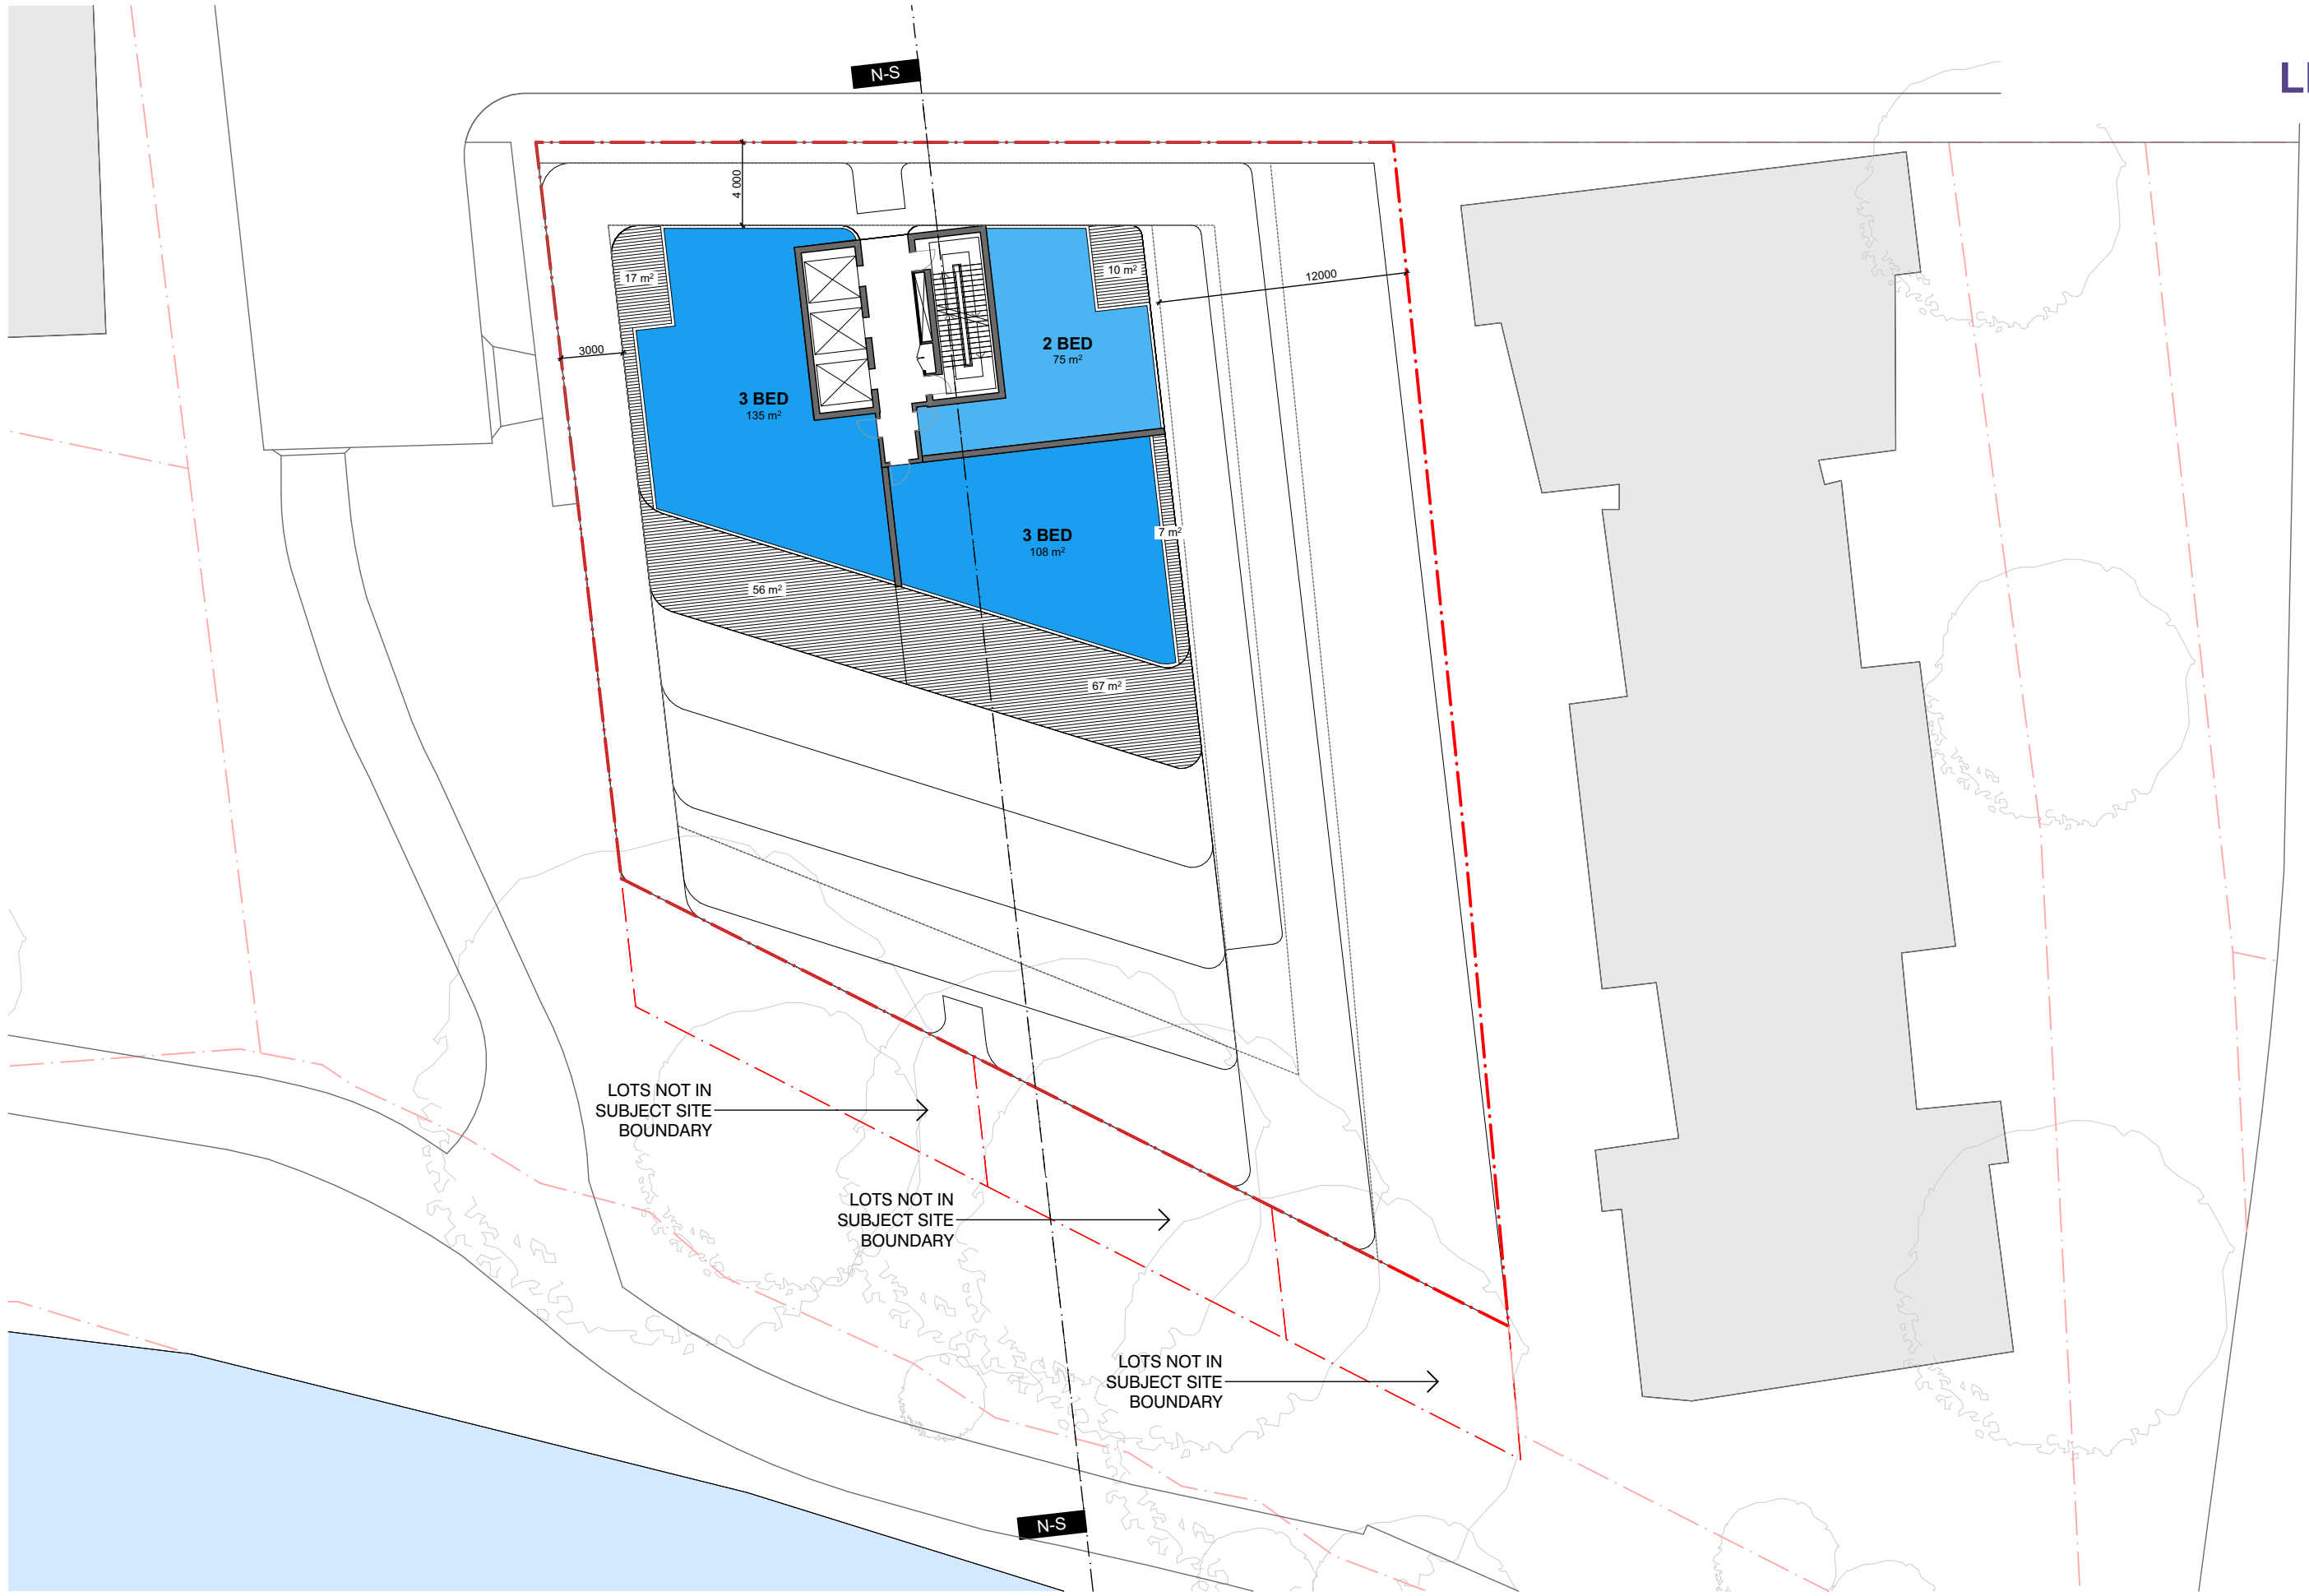 N-S
4 000
17 m²
10 m²
12000
3000
2 BED
75 m²
3 BED
135 m²
3 BED
108 m²
7 m²
56 m²
67 m²
LOTS NOT IN
SUBJECT SITE
BOUNDARY
LOTS NOT IN
SUBJECT SITE
BOUNDARY
LOTS NOT IN
SUBJECT SITE
BOUNDARY
N-S